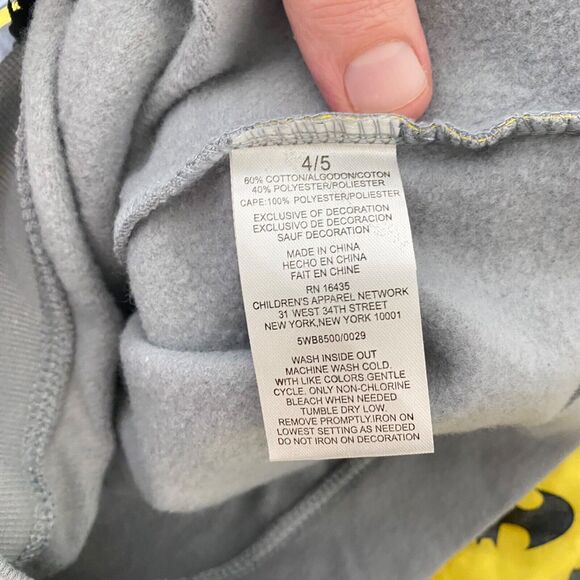 4/5
60% COTTON/ALGODON/COTON
40% POLYESTER/POLIESTER
CAPE:100% POLYESTER/POLIESTER
EXCLUSIVE OF DECORATION
EXCLUSIVO DE DECORACION
SAUF DECORATION
MADE IN CHINA
HECHO EN CHINA
FAIT EN CHINE
RN 16435
CHILDREN'S APPAREL NETWORK
31 WEST 34TH STREET
NEW YORK,NEW YORK 10001
5WB8500/0029
WASH INSIDE OUT
MACHINE WASH COLD.
WITH LIKE COLORS.GENTLE
CYCLE. ONLY NON-CHLORINE
BLEACH WHEN NEEDED
TUMBLE DRY LOW.
REMOVE PROMPTLY.IRON ON
LOWEST SETTING AS NEEDED
DO NOT IRON ON DECORATION